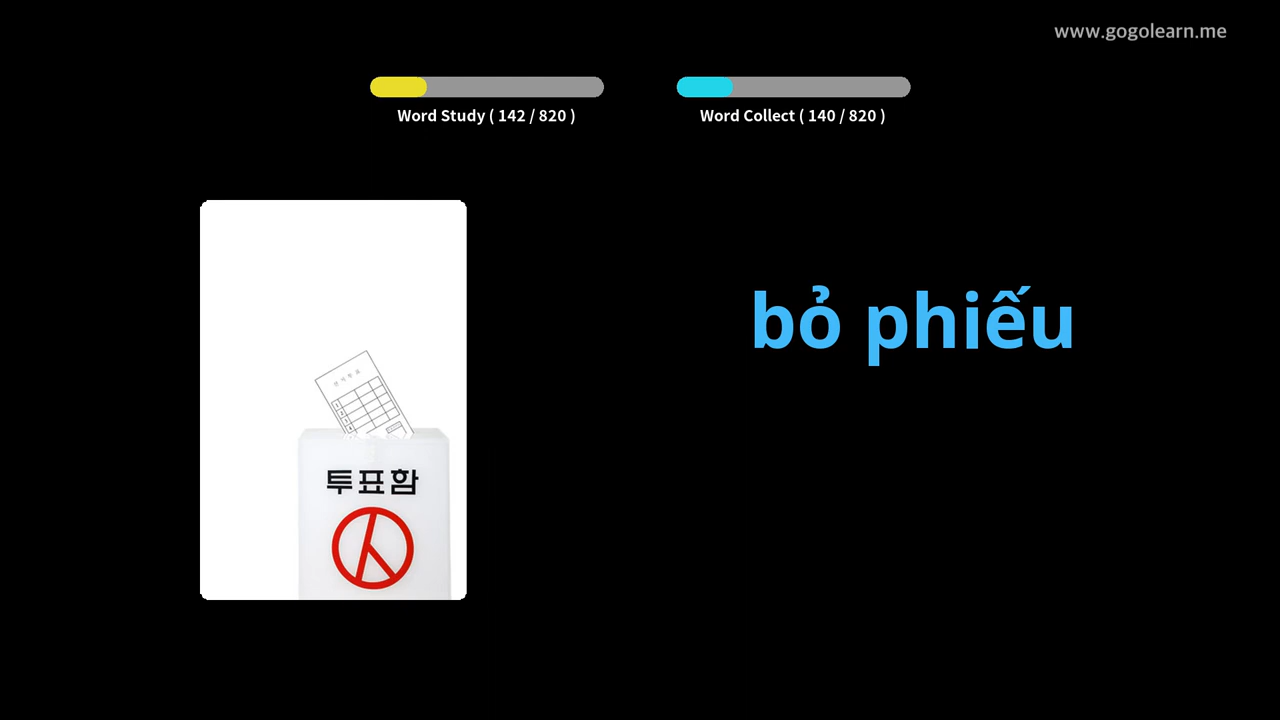 www.gogolearn.me
Word Study ( 142 / 820 )
Word Collect ( 140 / 820 )
bỏ phiếu
투표함